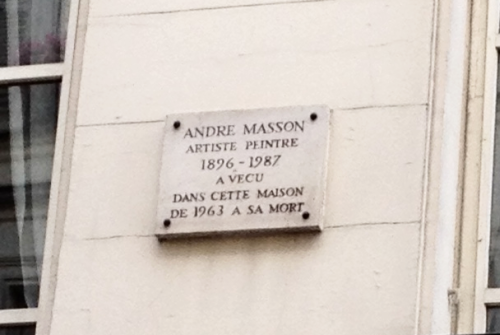 ANDRE MASSON
ARTISTE PEINTRE
1896 - 1987
A VECU
DANS CETTE MAISON
DE 1963 A SA MORT